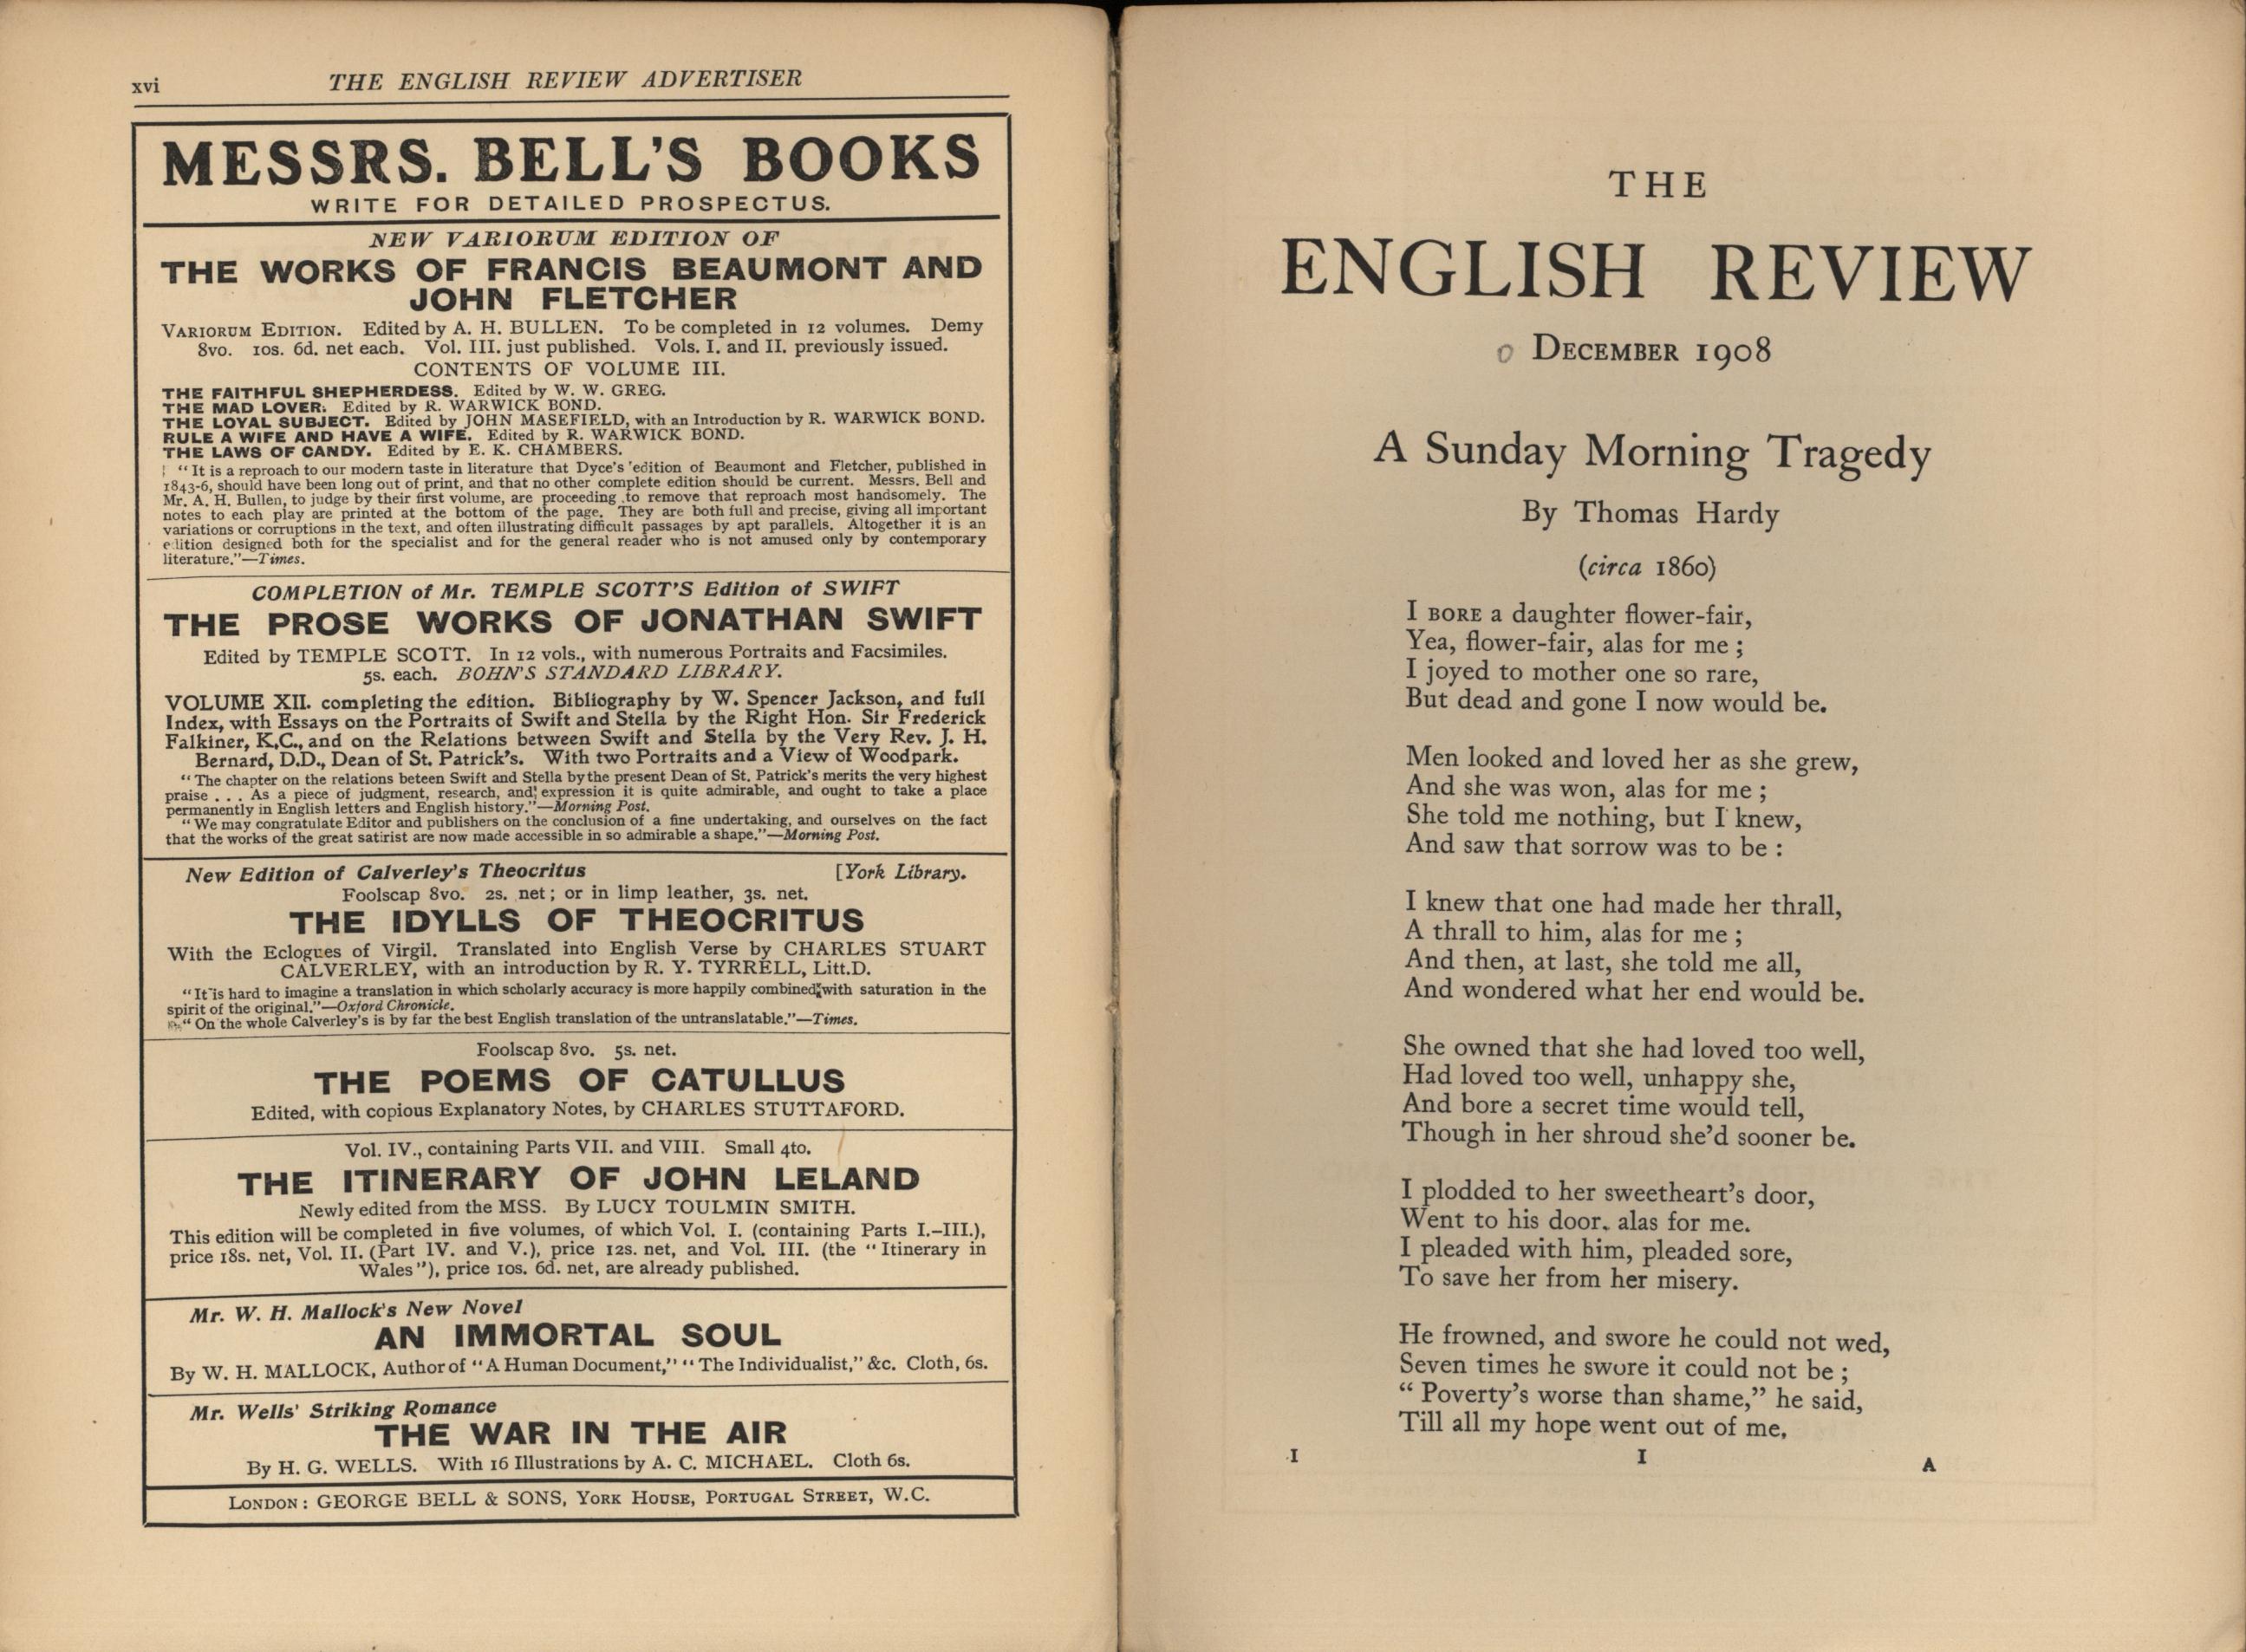 xvi
THE ENGLISH REVIEW ADVERTISER
MESSRS. BELL'S BOOKS
WRITE FOR DETAILED PROSPECTUS.
NEW VARIORUM EDITION OF
THE WORKS OF FRANCIS BEAUMONT AND
JOHN FLETCHER
VARIORUM EDITION. Edited by A. H. BULLEN. To be completed in 12 volumes. Demy
8vo. 10s. 6d. net each. Vol. III. just published. Vols. I. and II. previously issued.
CONTENTS OF VOLUME III.
THE FAITHFUL SHEPHERDESS. Edited by W. W. GREG.
THE MAD LOVER. Edited by R. WARWICK BOND.
THE LOYAL SUBJECT. Edited by JOHN MASEFIELD, with an Introduction by R. WARWICK BOND.
RULE A WIFE AND HAVE A WIFE. Edited by R. WARWICK BOND.
THE LAWS OF CANDY. Edited by E. K. CHAMBERS.
"It is a reproach to our modern taste in literature that Dyce's edition of Beaumont and Fletcher, published in
1843-6, should have been long out of print, and that no other complete edition should be current. Messrs. Bell and
Mr. A. H. Bullen, to judge by their first volume, are proceeding to remove that reproach most handsomely. The
notes to each play are printed at the bottom of the page. They are both full and precise, giving all important
variations or corruptions in the text, and often illustrating difficult passages by apt parallels. Altogether it is an
edition designed both for the specialist and for the general reader who is not amused only by contemporary
literature."—Times.
COMPLETION of Mr. TEMPLE SCOTT'S Edition of SWIFT
THE PROSE WORKS OF JONATHAN SWIFT
Edited by TEMPLE SCOTT. In 12 vols., with numerous Portraits and Facsimiles.
5s. each. BOHN'S STANDARD LIBRARY.
VOLUME XII. completing the edition. Bibliography by W. Spencer Jackson, and full
Index, with Essays on the Portraits of Swift and Stella by the Right Hon. Sir Frederick
Falkiner, K.C., and on the Relations between Swift and Stella by the Very Rev. J. H.
Bernard, D.D., Dean of St. Patrick's. With two Portraits and a View of Woodpark.
"The chapter on the relations beteen Swift and Stella by the present Dean of St. Patrick's merits the very highest
praise . . . As a piece of judgment, research, and expression it is quite admirable, and ought to take a place
permanently in English letters and English history."—Morning Post.
"We may congratulate Editor and publishers on the conclusion of a fine undertaking, and ourselves on the fact
that the works of the great satirist are now made accessible in so admirable a shape."—Morning Post.
New Edition of Calverley's Theocritus [York Library.
Foolscap 8vo. 2s. net; or in limp leather, 3s. net.
THE IDYLLS OF THEOCRITUS
With the Eclogues of Virgil. Translated into English Verse by CHARLES STUART
CALVERLEY, with an introduction by R. Y. TYRRELL, Litt.D.
"It is hard to imagine a translation in which scholarly accuracy is more happily combined with saturation in the
spirit of the original."—Oxford Chronicle.
"On the whole Calverley's is by far the best English translation of the untranslatable."—Times.
Foolscap 8vo. 5s. net.
THE POEMS OF CATULLUS
Edited, with copious Explanatory Notes, by CHARLES STUTTAFORD.
Vol. IV., containing Parts VII. and VIII. Small 4to.
THE ITINERARY OF JOHN LELAND
Newly edited from the MSS. By LUCY TOULMIN SMITH.
This edition will be completed in five volumes, of which Vol. I. (containing Parts I.-III.),
price 18s. net, Vol. II. (Part IV. and V.), price 12s. net, and Vol. III. (the "Itinerary in
Wales"), price 10s. 6d. net, are already published.
Mr. W. H. Mallock's New Novel
AN IMMORTAL SOUL
By W. H. MALLOCK, Author of "A Human Document," "The Individualist," &c. Cloth, 6s.
Mr. Wells' Striking Romance
THE WAR IN THE AIR
By H. G. WELLS. With 16 Illustrations by A. C. MICHAEL. Cloth 6s.
LONDON: GEORGE BELL & SONS, YORK HOUSE, PORTUGAL STREET, W.C.
THE
ENGLISH REVIEW
DECEMBER 1908
A Sunday Morning Tragedy
By Thomas Hardy
(circa 1860)
I BORE a daughter flower-fair,
Yea, flower-fair, alas for me;
I joyed to mother one so rare,
But dead and gone I now would be.
Men looked and loved her as she grew,
And she was won, alas for me;
She told me nothing, but I knew,
And saw that sorrow was to be:
I knew that one had made her thrall,
A thrall to him, alas for me;
And then, at last, she told me all,
And wondered what her end would be.
She owned that she had loved too well,
Had loved too well, unhappy she,
And bore a secret time would tell,
Though in her shroud she'd sooner be.
I plodded to her sweetheart's door,
Went to his door, alas for me.
I pleaded with him, pleaded sore,
To save her from her misery.
He frowned, and swore he could not wed,
Seven times he swore it could not be;
"Poverty's worse than shame," he said,
Till all my hope went out of me.
I I A